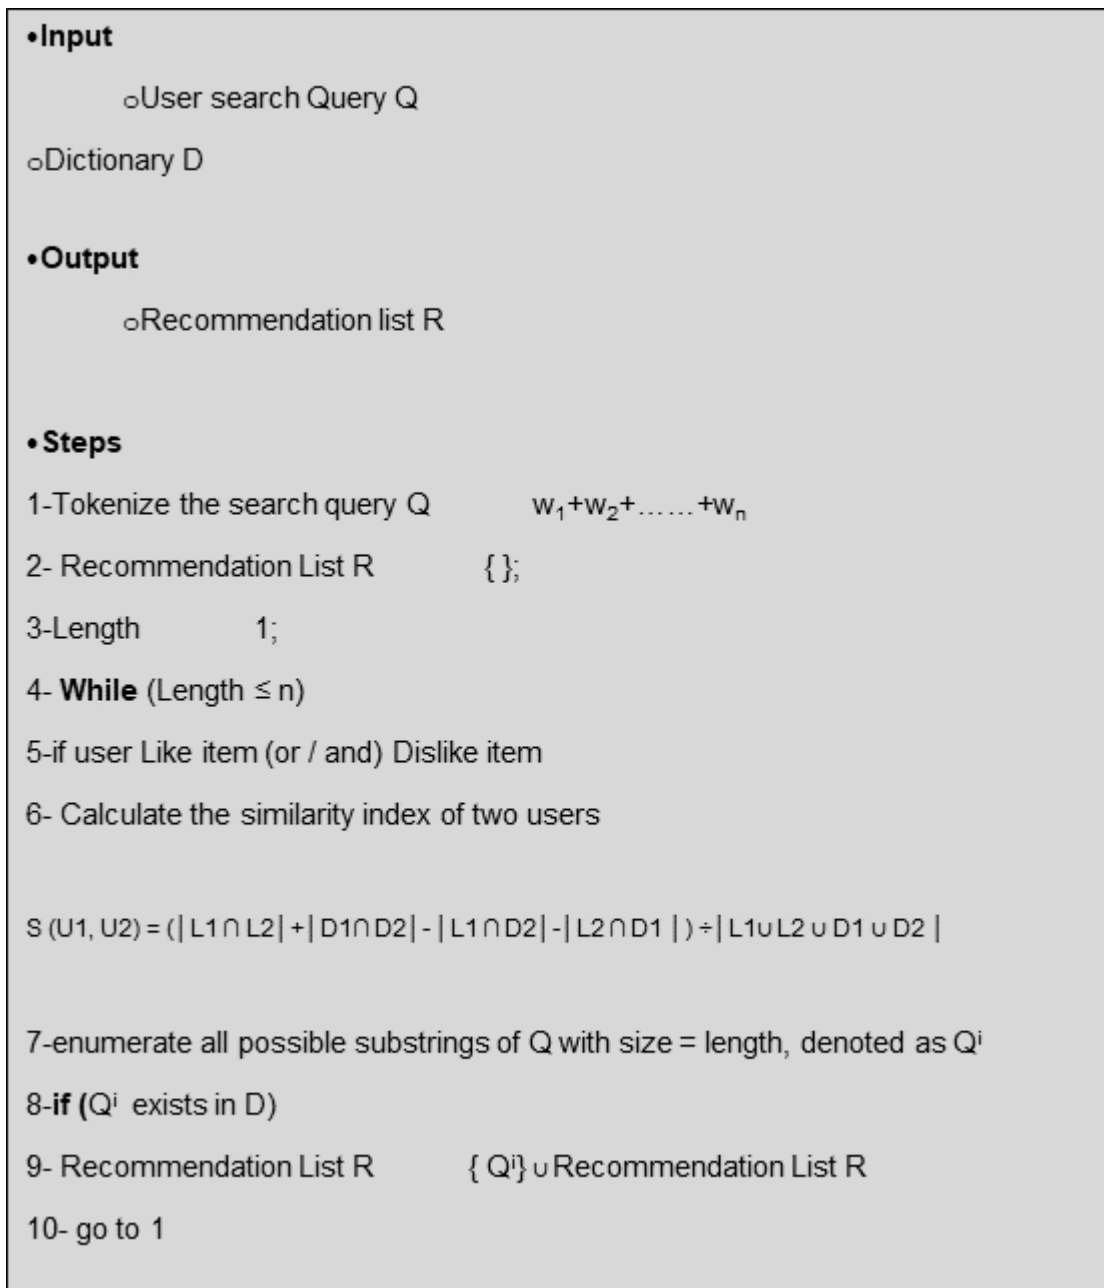 •Input
oUser search Query Q
oDictionary D
•Output
oRecommendation list R
•Steps
1-Tokenize the search query Q w₁+w₂+……+wₙ
2- Recommendation List R { };
3-Length 1;
4- While (Length ≤ n)
5-if user Like item (or / and) Dislike item
6- Calculate the similarity index of two users
S (U1, U2) = (| L1 ∩ L2| +| D1∩ D2| - | L1 ∩ D2| -| L2 ∩ D1 | ) ÷| L1∪ L2 ∪ D1 ∪ D2 |
7-enumerate all possible substrings of Q with size = length, denoted as Qⁱ
8-if (Qⁱ exists in D)
9- Recommendation List R { Qⁱ} ∪ Recommendation List R
10- go to 1